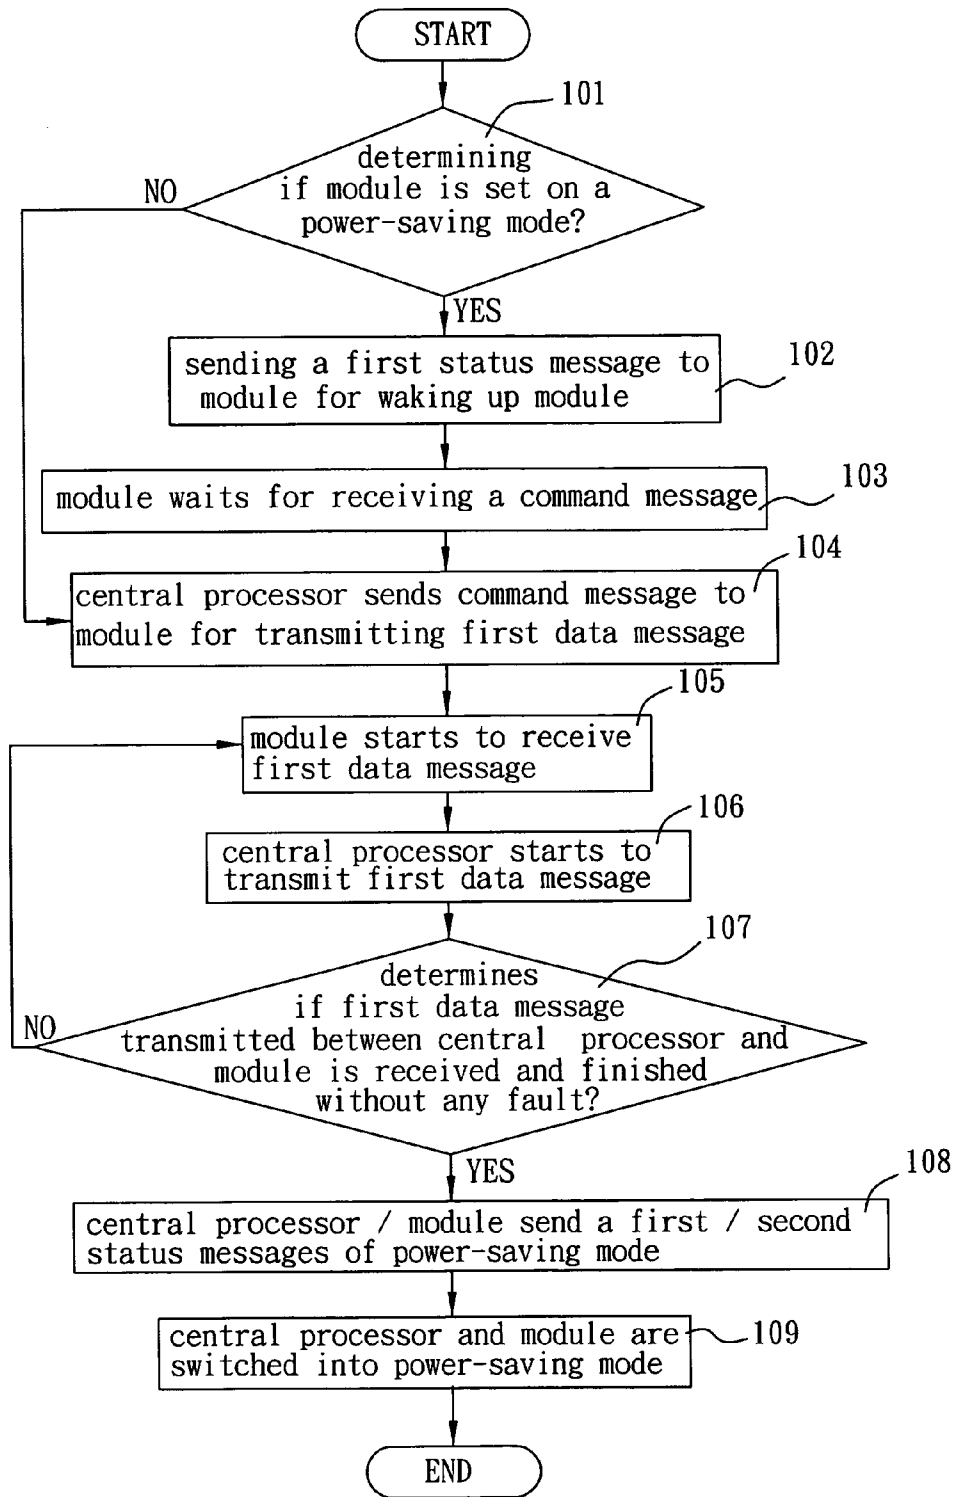 START
101
determining
if module is set on a
power-saving mode?
NO
YES
sending a first status message to
module for waking up module
102
module waits for receiving a command message
103
104
central processor sends command message to
module for transmitting first data message
105
module starts to receive
first data message
106
central processor starts to
transmit first data message
107
determines
if first data message
transmitted between central processor and
module is received and finished
without any fault?
NO
YES
108
central processor / module send a first / second
status messages of power-saving mode
central processor and module are
switched into power-saving mode
109
END